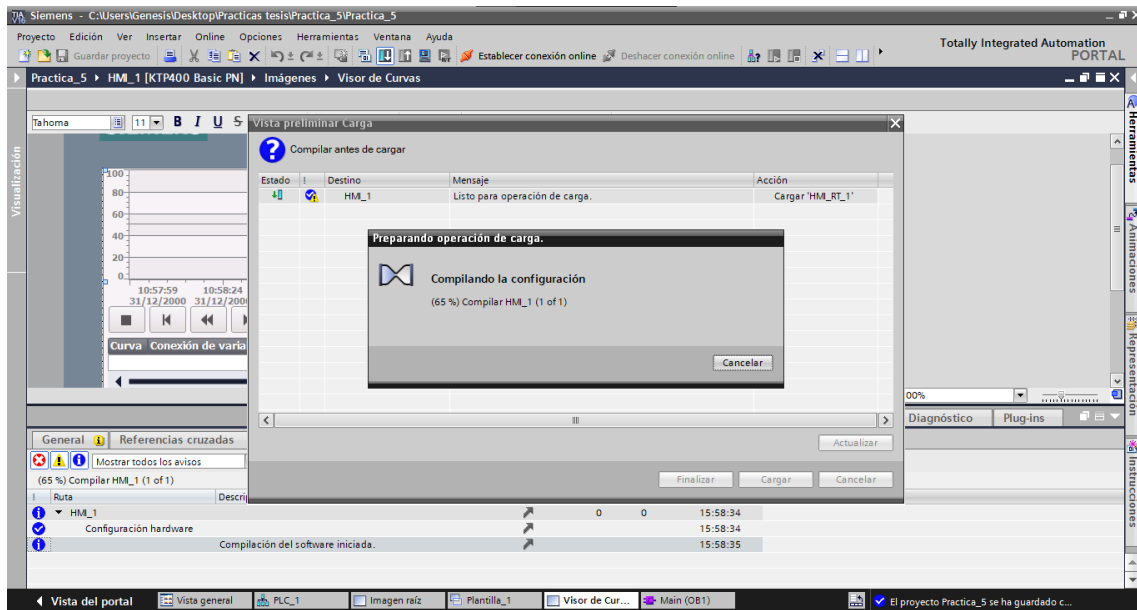 Siemens - C:\Users\Genesis\Desktop\Practicas tesis\Practica_5\Practica_5
Proyecto Edición Ver Insertar Online Opciones Herramientas Ventana Ayuda
Guardar proyecto Establecer conexión online Deshacer conexión online
Totally Integrated Automation
PORTAL
Practica_5 HMI_1 [KTP400 Basic PN] Imágenes Visor de Curvas
Tahoma 11 B I U S
Vista preliminar Carga
Compilar antes de cargar
Estado ! Destino Mensaje Acción
HMI_1 Listo para operación de carga. Cargar 'HMI_RT_1'
Preparando operación de carga.
Compilando la configuración
(65 %) Compilar HMI_1 (1 of 1)
Cancelar
Actualizar
Finalizar Cargar Cancelar
Visualización
100
80
60
40
20
0
10:57:59 10:58:24
31/12/2000 31/12/200
Curva Conexión de varia
00%
Diagnóstico Plug-ins
General Referencias cruzadas
Mostrar todos los avisos
(65 %) Compilar HMI_1 (1 of 1)
! Ruta Descri
HMI_1 0 0 15:58:34
Configuración hardware 15:58:34
Compilación del software iniciada. 15:58:35
Herramientas
Animaciones
Representación
Instrucciones
Vista del portal Vista general PLC_1 Imagen raíz Plantilla_1 Visor de Cur... Main (OB1) El proyecto Practica_5 se ha guardado c...